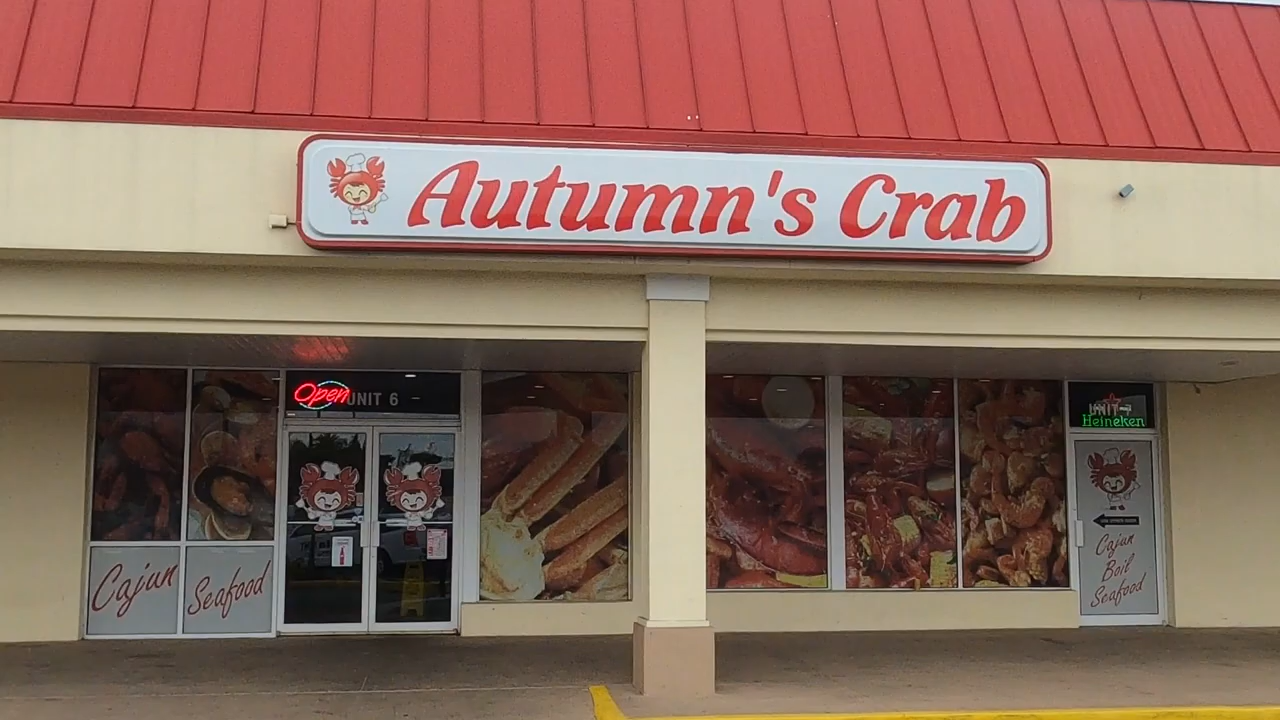 Autumn's Crab
Open
UNIT 6
UNIT 7
Heineken
Cajun
Seafood
Cajun
Boil
Seafood